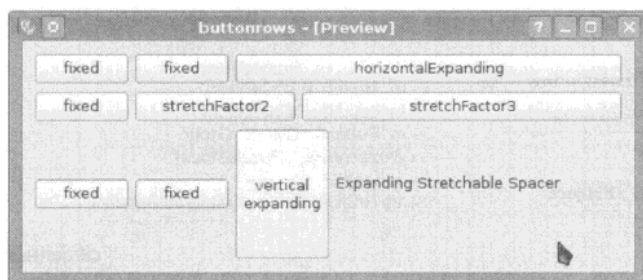 buttonrows - [Preview]
fixed fixed horizontalExpanding
fixed stretchFactor2 stretchFactor3
fixed fixed vertical expanding Expanding Stretchable Spacer